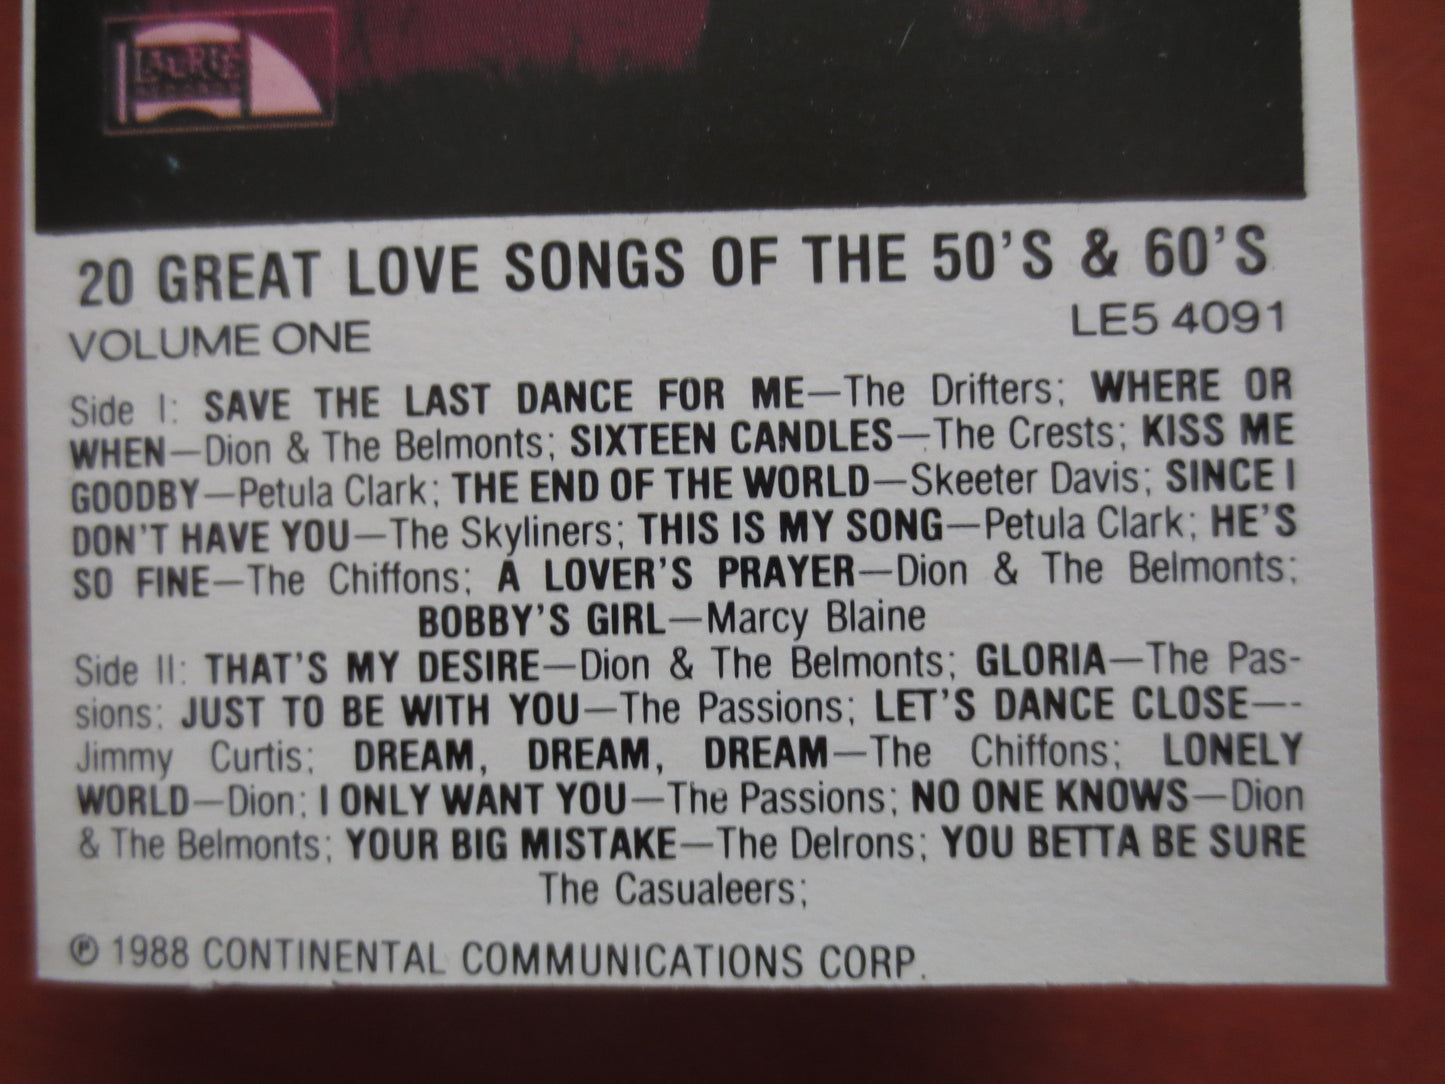 LAURIE
RECORDS
20 GREAT LOVE SONGS OF THE 50'S & 60'S
VOLUME ONE
LE5 4091
Side I: SAVE THE LAST DANCE FOR ME—The Drifters; WHERE OR
WHEN—Dion & The Belmonts; SIXTEEN CANDLES—The Crests; KISS ME
GOODBY—Petula Clark; THE END OF THE WORLD—Skeeter Davis; SINCE I
DON'T HAVE YOU—The Skyliners; THIS IS MY SONG—Petula Clark; HE'S
SO FINE—The Chiffons; A LOVER'S PRAYER—Dion & The Belmonts;
BOBBY'S GIRL—Marcy Blaine
Side II: THAT'S MY DESIRE—Dion & The Belmonts; GLORIA—The Pas-
sions; JUST TO BE WITH YOU—The Passions; LET'S DANCE CLOSE—-
Jimmy Curtis; DREAM, DREAM, DREAM—The Chiffons; LONELY
WORLD—Dion; I ONLY WANT YOU—The Passions; NO ONE KNOWS—Dion
& The Belmonts; YOUR BIG MISTAKE—The Delrons; YOU BETTA BE SURE
The Casualeers;
℗ 1988 CONTINENTAL COMMUNICATIONS CORP.